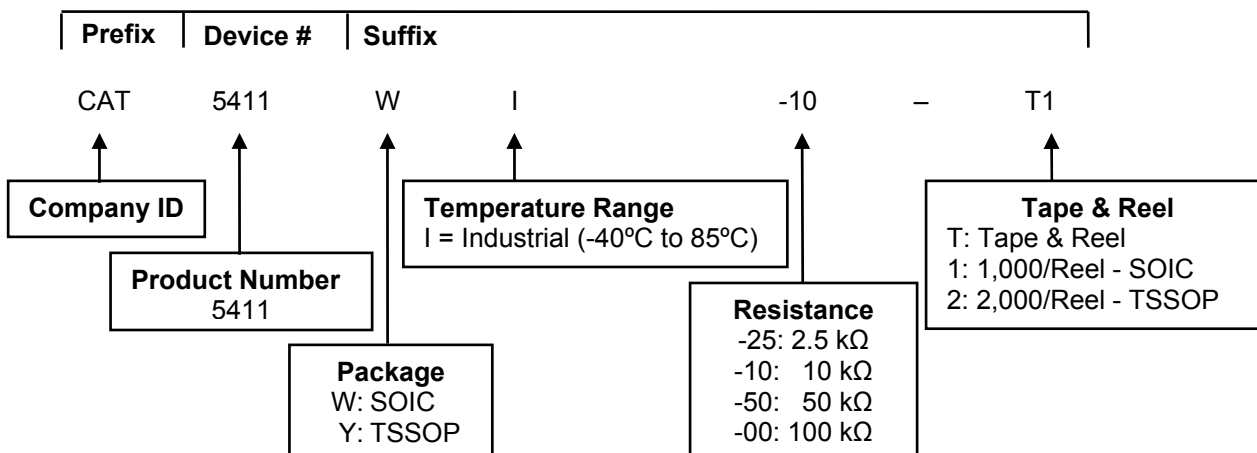 Prefix Device # Suffix
CAT 5411 W I -10 – T1
Company ID
Product Number
5411
Package
W: SOIC
Y: TSSOP
Temperature Range
I = Industrial (-40ºC to 85ºC)
Resistance
-25: 2.5 kΩ
-10: 10 kΩ
-50: 50 kΩ
-00: 100 kΩ
Tape & Reel
T: Tape & Reel
1: 1,000/Reel - SOIC
2: 2,000/Reel - TSSOP